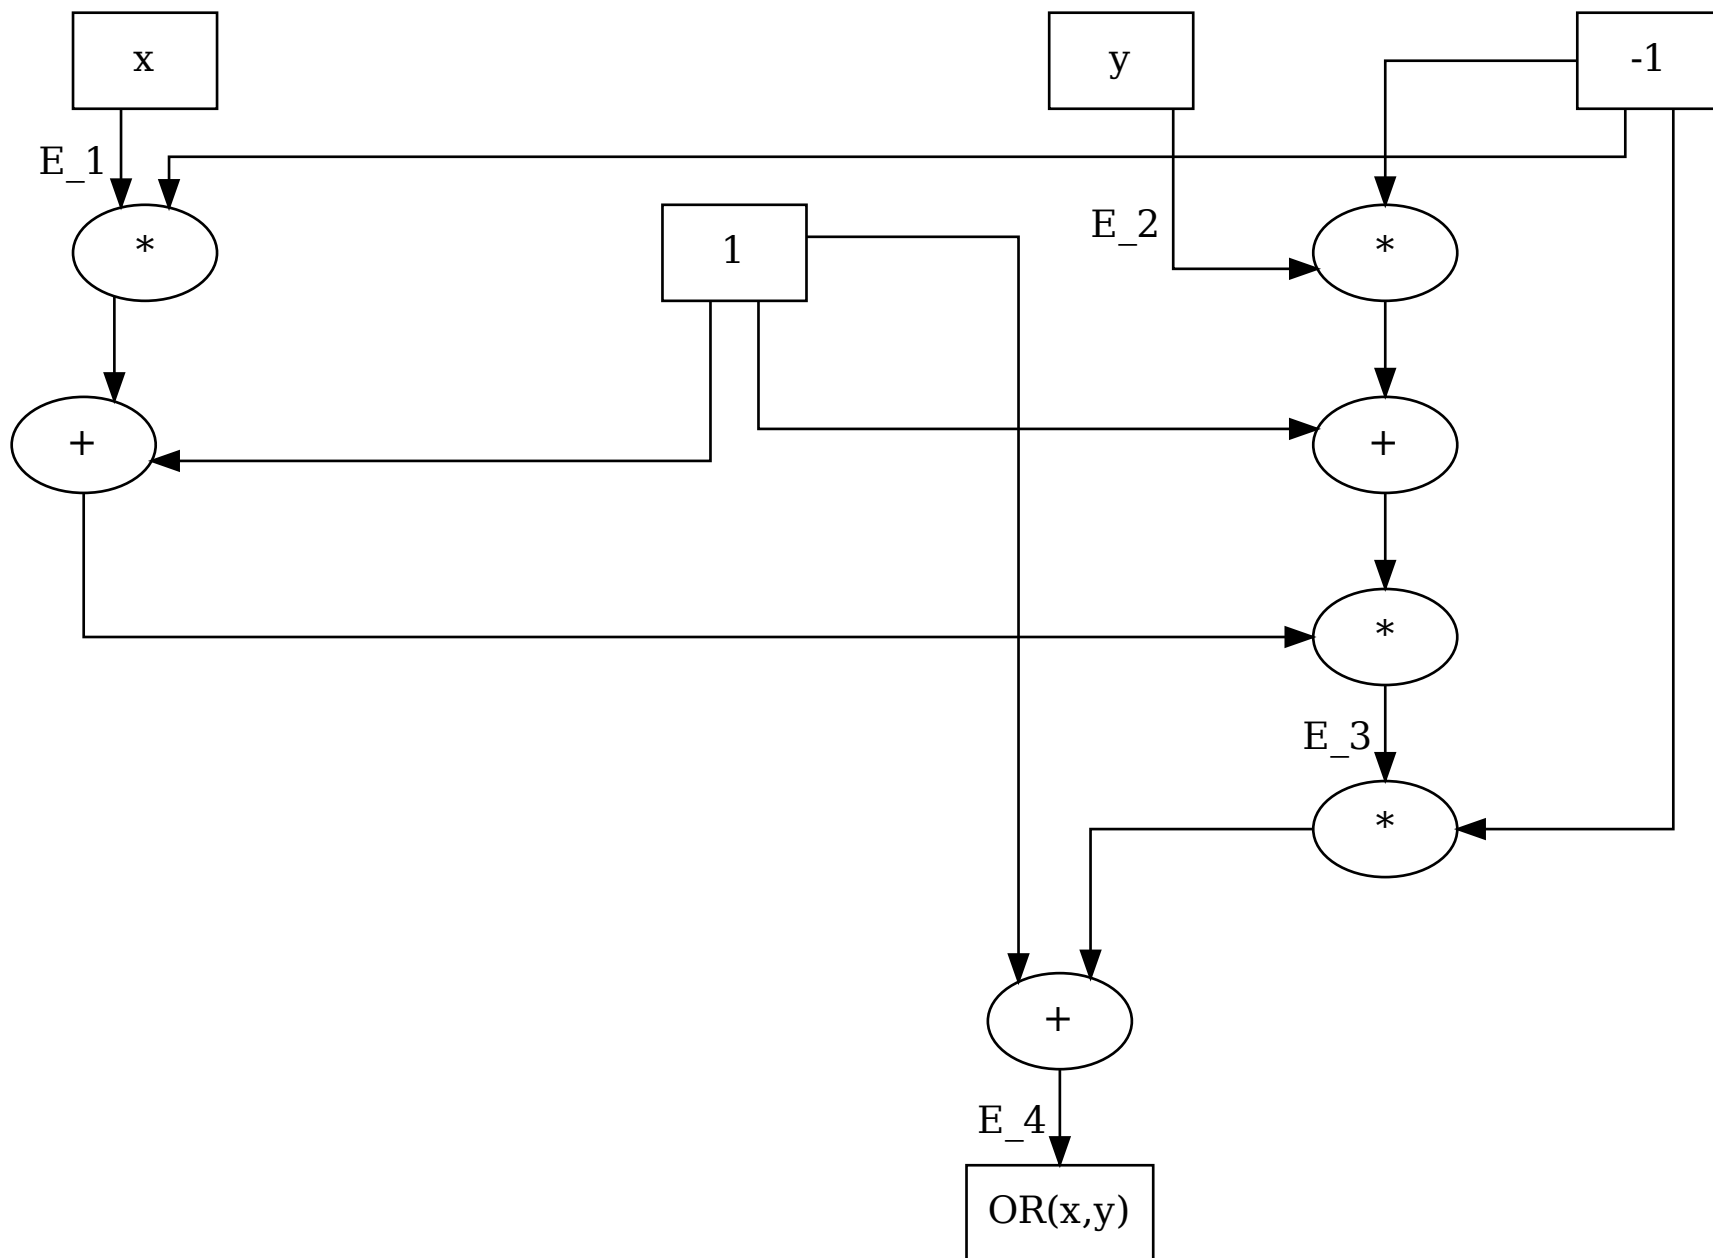 x
y
-1
E_1
*
1
E_2
*
+
+
*
E_3
*
+
E_4
OR(x,y)